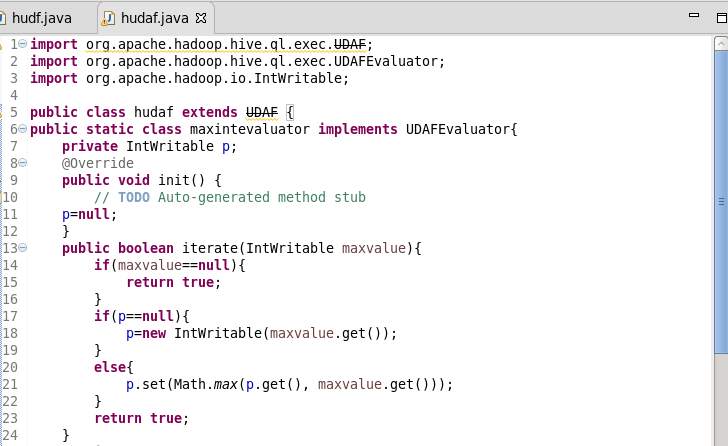 hudf.java
hudaf.java
1 import org.apache.hadoop.hive.ql.exec.UDAF;
2 import org.apache.hadoop.hive.ql.exec.UDAFEvaluator;
3 import org.apache.hadoop.io.IntWritable;
4
5 public class hudaf extends UDAF {
6 public static class maxintevaluator implements UDAFEvaluator{
7     private IntWritable p;
8     @Override
9     public void init() {
10         // TODO Auto-generated method stub
11     p=null;
12     }
13     public boolean iterate(IntWritable maxvalue){
14         if(maxvalue==null){
15             return true;
16         }
17         if(p==null){
18             p=new IntWritable(maxvalue.get());
19         }
20         else{
21             p.set(Math.max(p.get(), maxvalue.get()));
22         }
23         return true;
24     }